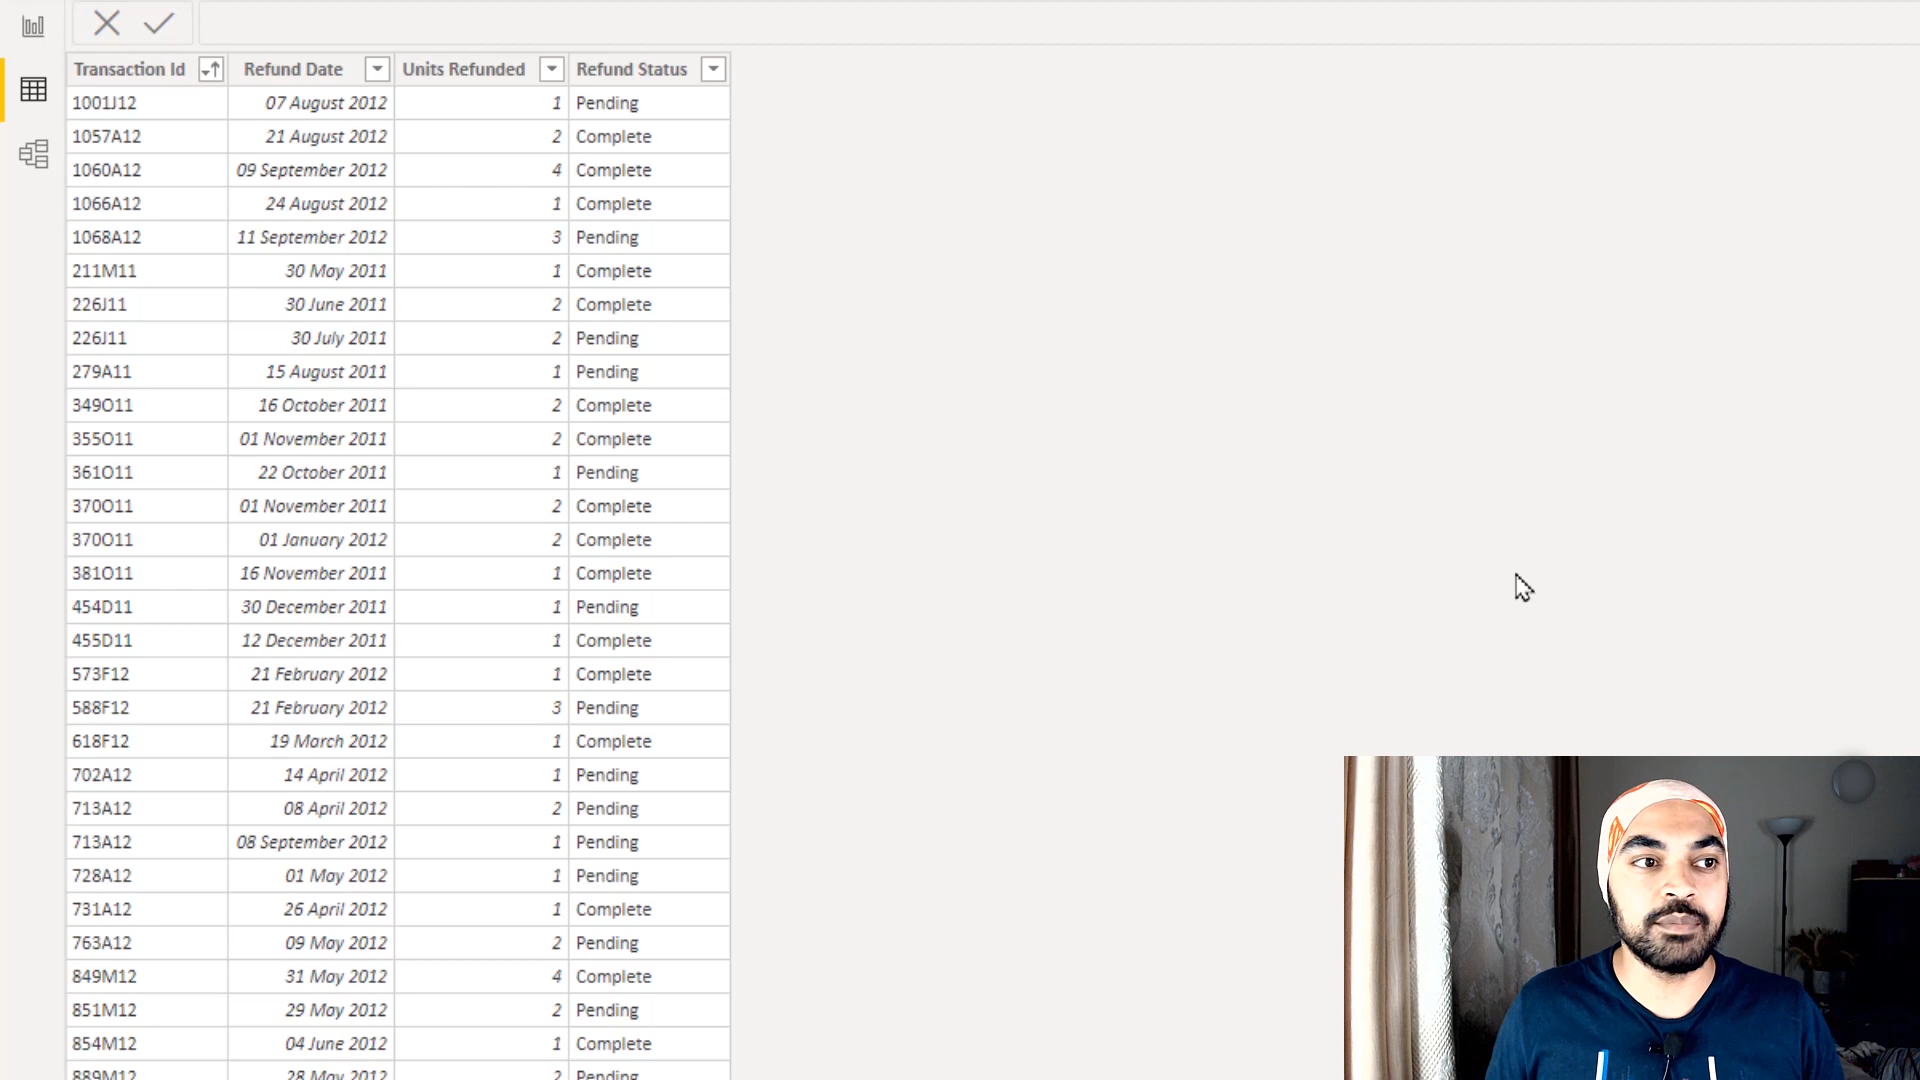 Transaction Id Refund Date Units Refunded Refund Status
1001J12 07 August 2012 1 Pending
1057A12 21 August 2012 2 Complete
1060A12 09 September 2012 4 Complete
1066A12 24 August 2012 1 Complete
1068A12 11 September 2012 3 Pending
211M11 30 May 2011 1 Complete
226J11 30 June 2011 2 Complete
226J11 30 July 2011 2 Pending
279A11 15 August 2011 1 Pending
349O11 16 October 2011 2 Complete
355O11 01 November 2011 2 Complete
361O11 22 October 2011 1 Pending
370O11 01 November 2011 2 Complete
370O11 01 January 2012 2 Complete
381O11 16 November 2011 1 Complete
454D11 30 December 2011 1 Pending
455D11 12 December 2011 1 Complete
573F12 21 February 2012 1 Complete
588F12 21 February 2012 3 Pending
618F12 19 March 2012 1 Complete
702A12 14 April 2012 1 Pending
713A12 08 April 2012 2 Pending
713A12 08 September 2012 1 Pending
728A12 01 May 2012 1 Pending
731A12 26 April 2012 1 Complete
763A12 09 May 2012 2 Pending
849M12 31 May 2012 4 Complete
851M12 29 May 2012 2 Pending
854M12 04 June 2012 1 Complete
889M12 28 May 2012 2 Pending